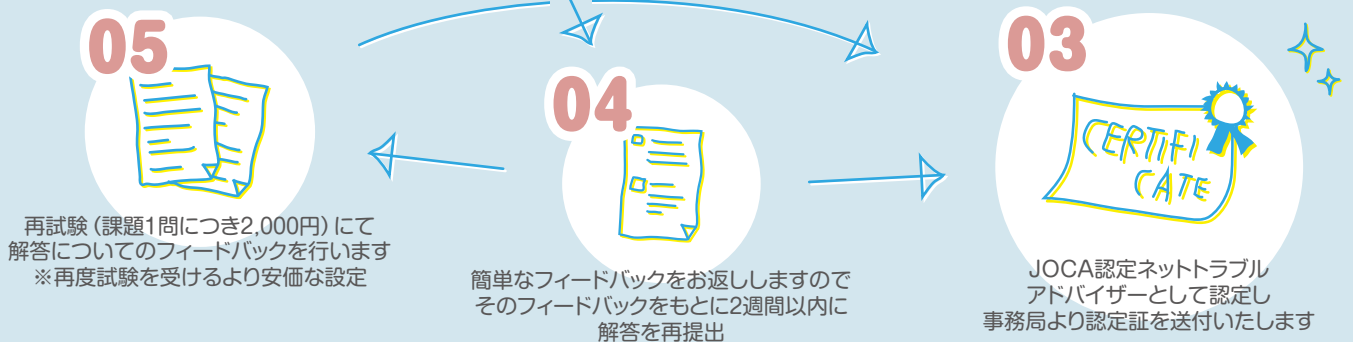 05
再試験（課題1問につき2,000円）にて
解答についてのフィードバックを行います
※再度試験を受けるより安価な設定
04
簡単なフィードバックをお返ししますので
そのフィードバックをもとに2週間以内に
解答を再提出
03
CERTIFI
CATE
JOCA認定ネットトラブル
アドバイザーとして認定し
事務局より認定証を送付いたします